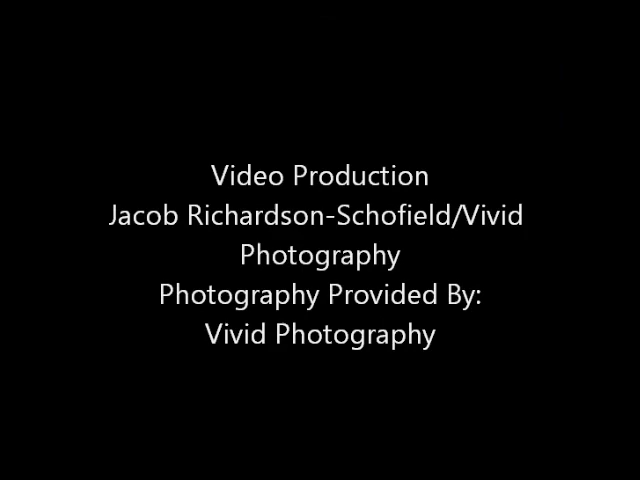 Video Production
Jacob Richardson-Schofield/Vivid
Photography
Photography Provided By:
Vivid Photography